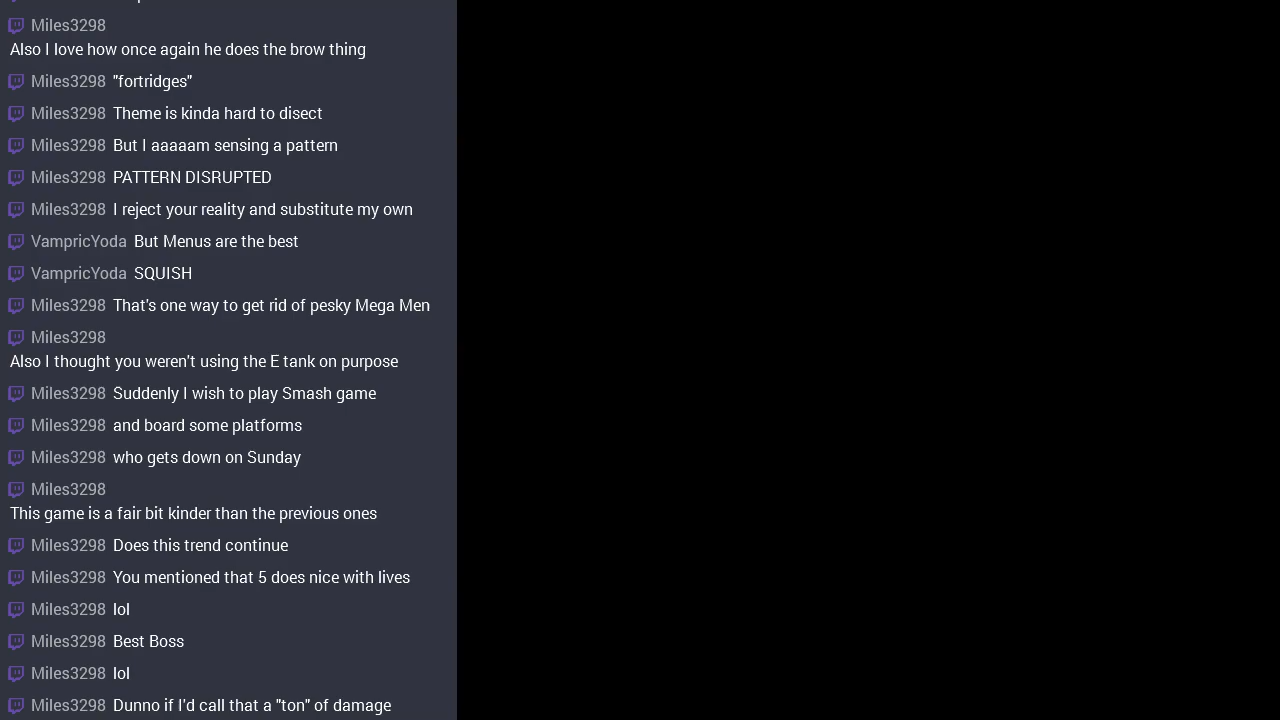 Miles3298
Also I love how once again he does the brow thing
Miles3298 "fortridges"
Miles3298 Theme is kinda hard to disect
Miles3298 But I aaaaam sensing a pattern
Miles3298 PATTERN DISRUPTED
Miles3298 I reject your reality and substitute my own
VampricYoda But Menus are the best
VampricYoda SQUISH
Miles3298 That's one way to get rid of pesky Mega Men
Miles3298
Also I thought you weren't using the E tank on purpose
Miles3298 Suddenly I wish to play Smash game
Miles3298 and board some platforms
Miles3298 who gets down on Sunday
Miles3298
This game is a fair bit kinder than the previous ones
Miles3298 Does this trend continue
Miles3298 You mentioned that 5 does nice with lives
Miles3298 lol
Miles3298 Best Boss
Miles3298 lol
Miles3298 Dunno if I'd call that a "ton" of damage